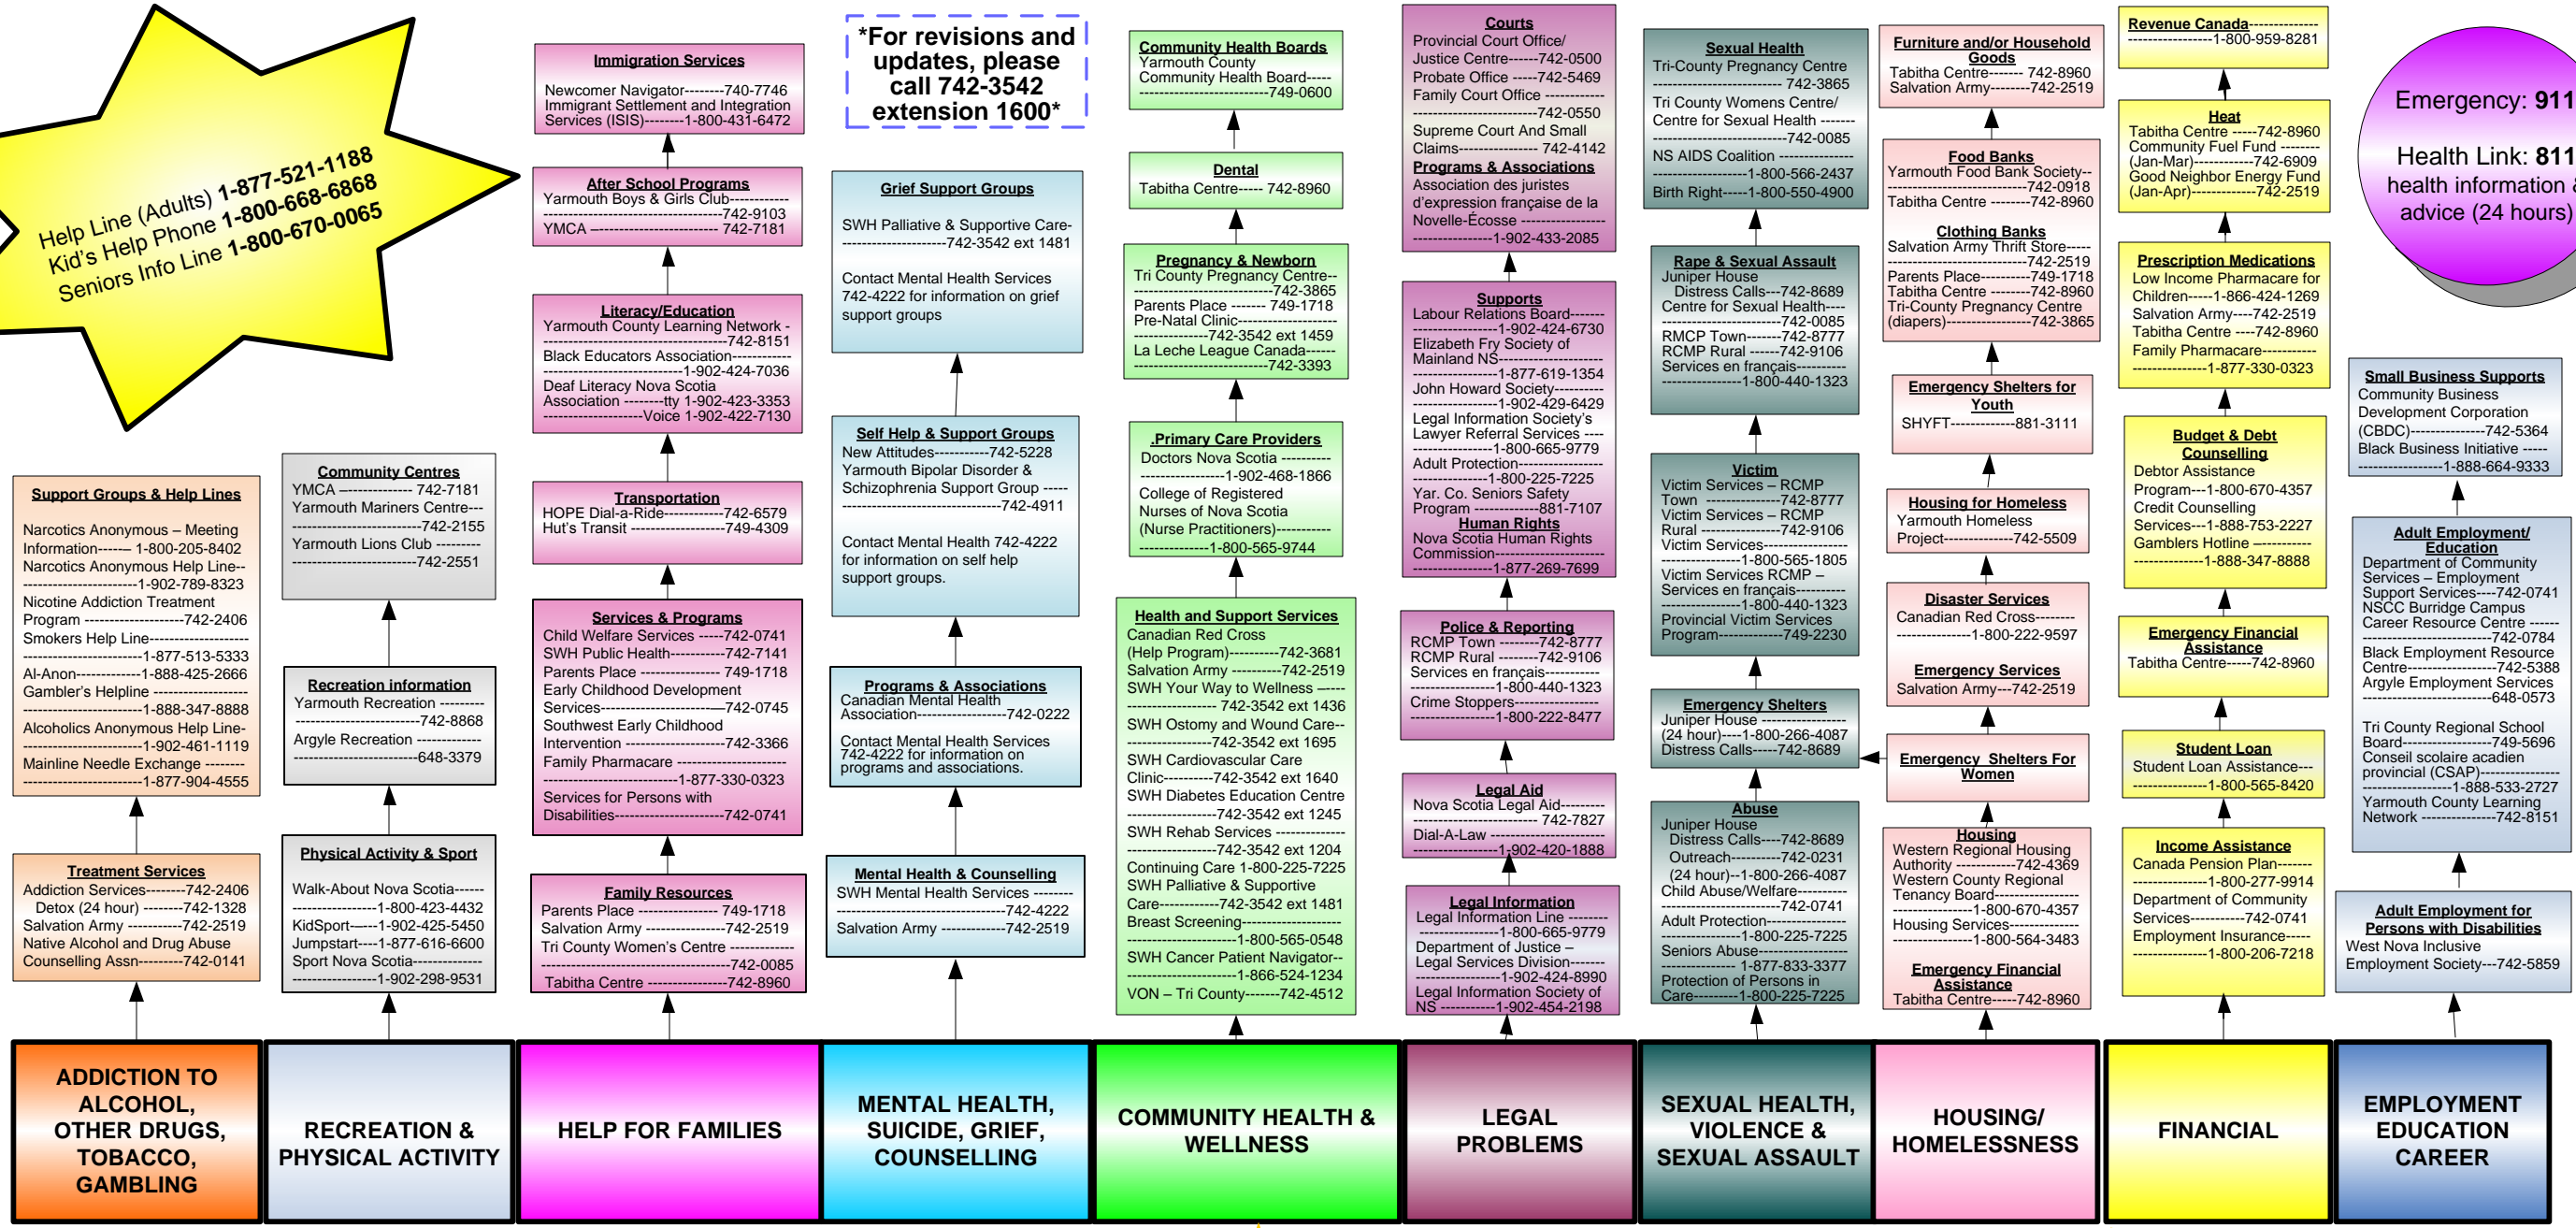 Help Line (Adults) 1-877-521-1188
Kid's Help Phone 1-800-668-6868
Seniors Info Line 1-800-670-0065
*For revisions and
updates, please
call 742-3542
extension 1600*
Emergency: 911
Health Link: 811
health information &
advice (24 hours)
Support Groups & Help Lines
Narcotics Anonymous – Meeting
Information-----– 1-800-205-8402
Narcotics Anonymous Help Line--
----------------------1-902-789-8323
Nicotine Addiction Treatment
Program ------------------742-2406
Smokers Help Line-------------------
-----------------------1-877-513-5333
Al-Anon--------------1-888-425-2666
Gambler's Helpline ------------------
-----------------------1-888-347-8888
Alcoholics Anonymous Help Line-
-----------------------1-902-461-1119
Mainline Needle Exchange --------
-----------------------1-877-904-4555
Treatment Services
Addiction Services--------742-2406
Detox (24 hour) ---------742-1328
Salvation Army -----------742-2519
Native Alcohol and Drug Abuse
Counselling Assn---------742-0141
ADDICTION TO
ALCOHOL,
OTHER DRUGS,
TOBACCO,
GAMBLING
Community Centres
YMCA –------------- 742-7181
Yarmouth Mariners Centre---
--------------------742-2155
Yarmouth Lions Club ---------
-------------------742-2551
Recreation information
Yarmouth Recreation ---------
-------------------742-8868
Argyle Recreation -------------
-------------------648-3379
Physical Activity & Sport
Walk-About Nova Scotia------
----------------1-800-423-4432
KidSport-–---1-902-425-5450
Jumpstart----1-877-616-6600
Sport Nova Scotia--------------
----------------1-902-298-9531
RECREATION &
PHYSICAL ACTIVITY
Immigration Services
Newcomer Navigator--------740-7746
Immigrant Settlement and Integration
Services (ISIS)--------1-800-431-6472
After School Programs
Yarmouth Boys & Girls Club-----------
----------------------------------742-9103
YMCA –---------------------- 742-7181
Literacy/Education
Yarmouth County Learning Network -
-----------------------------------742-8151
Black Educators Association-----------
---------------------------1-902-424-7036
Deaf Literacy Nova Scotia
Association --------tty 1-902-423-3353
-------------------Voice 1-902-422-7130
Transportation
HOPE Dial-a-Ride-----------742-6579
Hut's Transit ----------------749-4309
Services & Programs
Child Welfare Services -----742-0741
SWH Public Health----------742-7141
Parents Place --------------- 749-1718
Early Childhood Development
Services---------------------–742-0745
Southwest Early Childhood
Intervention -------------------742-3366
Family Pharmacare ---------------------
--------------------------1-877-330-0323
Services for Persons with
Disabilities---------------------742-0741
Family Resources
Parents Place --------------- 749-1718
Salvation Army ---------------742-2519
Tri County Women's Centre ------------
------------------------------------742-0085
Tabitha Centre ---------------742-8960
HELP FOR FAMILIES
Grief Support Groups
SWH Palliative & Supportive Care-
-------------------742-3542 ext 1481
Contact Mental Health Services
742-4222 for information on grief
support groups
Self Help & Support Groups
New Attitudes-----------742-5228
Yarmouth Bipolar Disorder &
Schizophrenia Support Group -----
------------------------------742-4911
Contact Mental Health 742-4222
for information on self help
support groups.
Programs & Associations
Canadian Mental Health
Association-----------------742-0222
Contact Mental Health Services
742-4222 for information on
programs and associations.
Mental Health & Counselling
SWH Mental Health Services --------
-------------------------------742-4222
Salvation Army -------------742-2519
MENTAL HEALTH,
SUICIDE, GRIEF,
COUNSELLING
Community Health Boards
Yarmouth County
Community Health Board-----
------------------------749-0600
Dental
Tabitha Centre----- 742-8960
Pregnancy & Newborn
Tri County Pregnancy Centre--
--------------------------742-3865
Parents Place ------- 749-1718
Pre-Natal Clinic-------------------
--------------742-3542 ext 1459
La Leche League Canada------
-------------------------742-3393
.Primary Care Providers
Doctors Nova Scotia ----------
----------------1-902-468-1866
College of Registered
Nurses of Nova Scotia
(Nurse Practitioners)-----------
-------------1-800-565-9744
Health and Support Services
Canadian Red Cross
(Help Program)----------742-3681
Salvation Army ----------742-2519
SWH Your Way to Wellness –----
----------------- 742-3542 ext 1436
SWH Ostomy and Wound Care--
----------------742-3542 ext 1695
SWH Cardiovascular Care
Clinic-----------742-3542 ext 1640
SWH Diabetes Education Centre
-----------------742-3542 ext 1245
SWH Rehab Services --------------
-----------------742-3542 ext 1204
Continuing Care 1-800-225-7225
SWH Palliative & Supportive
Care-----------742-3542 ext 1481
Breast Screening-------------------
---------------------1-800-565-0548
SWH Cancer Patient Navigator--
---------------------1-866-524-1234
VON – Tri County-------742-4512
COMMUNITY HEALTH &
WELLNESS
Courts
Provincial Court Office/
Justice Centre------742-0500
Probate Office -----742-5469
Family Court Office ------------
-----------------------742-0550
Supreme Court And Small
Claims--------------- 742-4142
Programs & Associations
Association des juristes
d'expression française de la
Novelle-Écosse ----------------
---------------1-902-433-2085
Supports
Labour Relations Board-------
---------------1-902-424-6730
Elizabeth Fry Society of
Mainland NS--------------------
---------------1-877-619-1354
John Howard Society---------
---------------1-902-429-6429
Legal Information Society's
Lawyer Referral Services ----
---------------1-800-665-9779
Adult Protection----------------
---------------1-800-225-7225
Yar. Co. Seniors Safety
Program --------------881-7107
Human Rights
Nova Scotia Human Rights
Commission--------------------
---------------1-877-269-7699
Police & Reporting
RCMP Town --------742-8777
RCMP Rural --------742-9106
Services en français-----------
---------------1-800-440-1323
Crime Stoppers----------------
---------------1-800-222-8477
Legal Aid
Nova Scotia Legal Aid---------
---------------------- 742-7827
Dial-A-Law ----------------------
---------------1-902-420-1888
Legal Information
Legal Information Line --------
--------------1-800-665-9779
Department of Justice –
Legal Services Division-------
---------------1-902-424-8990
Legal Information Society of
NS -----------1-902-454-2198
LEGAL
PROBLEMS
Sexual Health
Tri-County Pregnancy Centre
----------------------- 742-3865
Tri County Womens Centre/
Centre for Sexual Health -------
------------------------742-0085
NS AIDS Coalition --------------
----------------1-800-566-2437
Birth Right-----1-800-550-4900
Rape & Sexual Assault
Juniper House
Distress Calls---742-8689
Centre for Sexual Health----
----------------------742-0085
RMCP Town------742-8777
RCMP Rural ------742-9106
Services en français---------
---------------1-800-440-1323
Victim
Victim Services – RCMP
Town --------------742-8777
Victim Services – RCMP
Rural---------------742-9106
Victim Services----------------
---------------1-800-565-1805
Victim Services RCMP –
Services en français----------
---------------1-800-440-1323
Provincial Victim Services
Program------------749-2230
Emergency Shelters
Juniper House ----------------
(24 hour)----1-800-266-4087
Distress Calls-----742-8689
Abuse
Juniper House
Distress Calls----742-8689
Outreach---------742-0231
(24 hour)--1-800-266-4087
Child Abuse/Welfare----------
----------------------742-0741
Adult Protection----------------
---------------1-800-225-7225
Seniors Abuse-----------------
--------------- 1-877-833-3377
Protection of Persons in
Care---------1-800-225-7225
SEXUAL HEALTH,
VIOLENCE &
SEXUAL ASSAULT
Furniture and/or Household
Goods
Tabitha Centre------- 742-8960
Salvation Army--------742-2519
Food Banks
Yarmouth Food Bank Society--
-------------------------742-0918
Tabitha Centre -------742-8960
Clothing Banks
Salvation Army Thrift Store-----
-------------------------742-2519
Parents Place---------749-1718
Tabitha Centre -------742-8960
Tri-County Pregnancy Centre
(diapers)----------------742-3865
Emergency Shelters for
Youth
SHYFT------------881-3111
Housing for Homeless
Yarmouth Homeless
Project------------742-5509
Disaster Services
Canadian Red Cross--------
--------------1-800-222-9597
Emergency Services
Salvation Army---742-2519
Emergency Shelters For
Women
Housing
Western Regional Housing
Authority -----------742-4369
Western County Regional
Tenancy Board---------------
--------------1-800-670-4357
Housing Services------------
--------------1-800-564-3483
Emergency Financial
Assistance
Tabitha Centre-----742-8960
HOUSING/
HOMELESSNESS
Revenue Canada--------------
----------------1-800-959-8281
Heat
Tabitha Centre -----742-8960
Community Fuel Fund --------
(Jan-Mar)-----------742-6909
Good Neighbor Energy Fund
(Jan-Apr)------------742-2519
Prescription Medications
Low Income Pharmacare for
Children-----1-866-424-1269
Salvation Army----742-2519
Tabitha Centre ----742-8960
Family Pharmacare-----------
--------------1-877-330-0323
Budget & Debt
Counselling
Debtor Assistance
Program---1-800-670-4357
Credit Counselling
Services---1-888-753-2227
Gamblers Hotline –----------
-------------1-888-347-8888
Emergency Financial
Assistance
Tabitha Centre----742-8960
Student Loan
Student Loan Assistance---
--------------1-800-565-8420
Income Assistance
Canada Pension Plan--------
--------------1-800-277-9914
Department of Community
Services----------742-0741
Employment Insurance-----
--------------1-800-206-7218
FINANCIAL
Small Business Supports
Community Business
Development Corporation
(CBDC)--------------742-5364
Black Business Initiative -----
----------------1-888-664-9333
Adult Employment/
Education
Department of Community
Services – Employment
Support Services----742-0741
NSCC Burridge Campus
Career Resource Centre ------
-------------------------742-0784
Black Employment Resource
Centre----------------742-5388
Argyle Employment Services
--------------------------648-0573
Tri County Regional School
Board-----------------749-5696
Conseil scolaire acadien
provincial (CSAP)---------------
-----------------1-888-533-2727
Yarmouth County Learning
Network --------------742-8151
Adult Employment for
Persons with Disabilities
West Nova Inclusive
Employment Society---742-5859
EMPLOYMENT
EDUCATION
CAREER